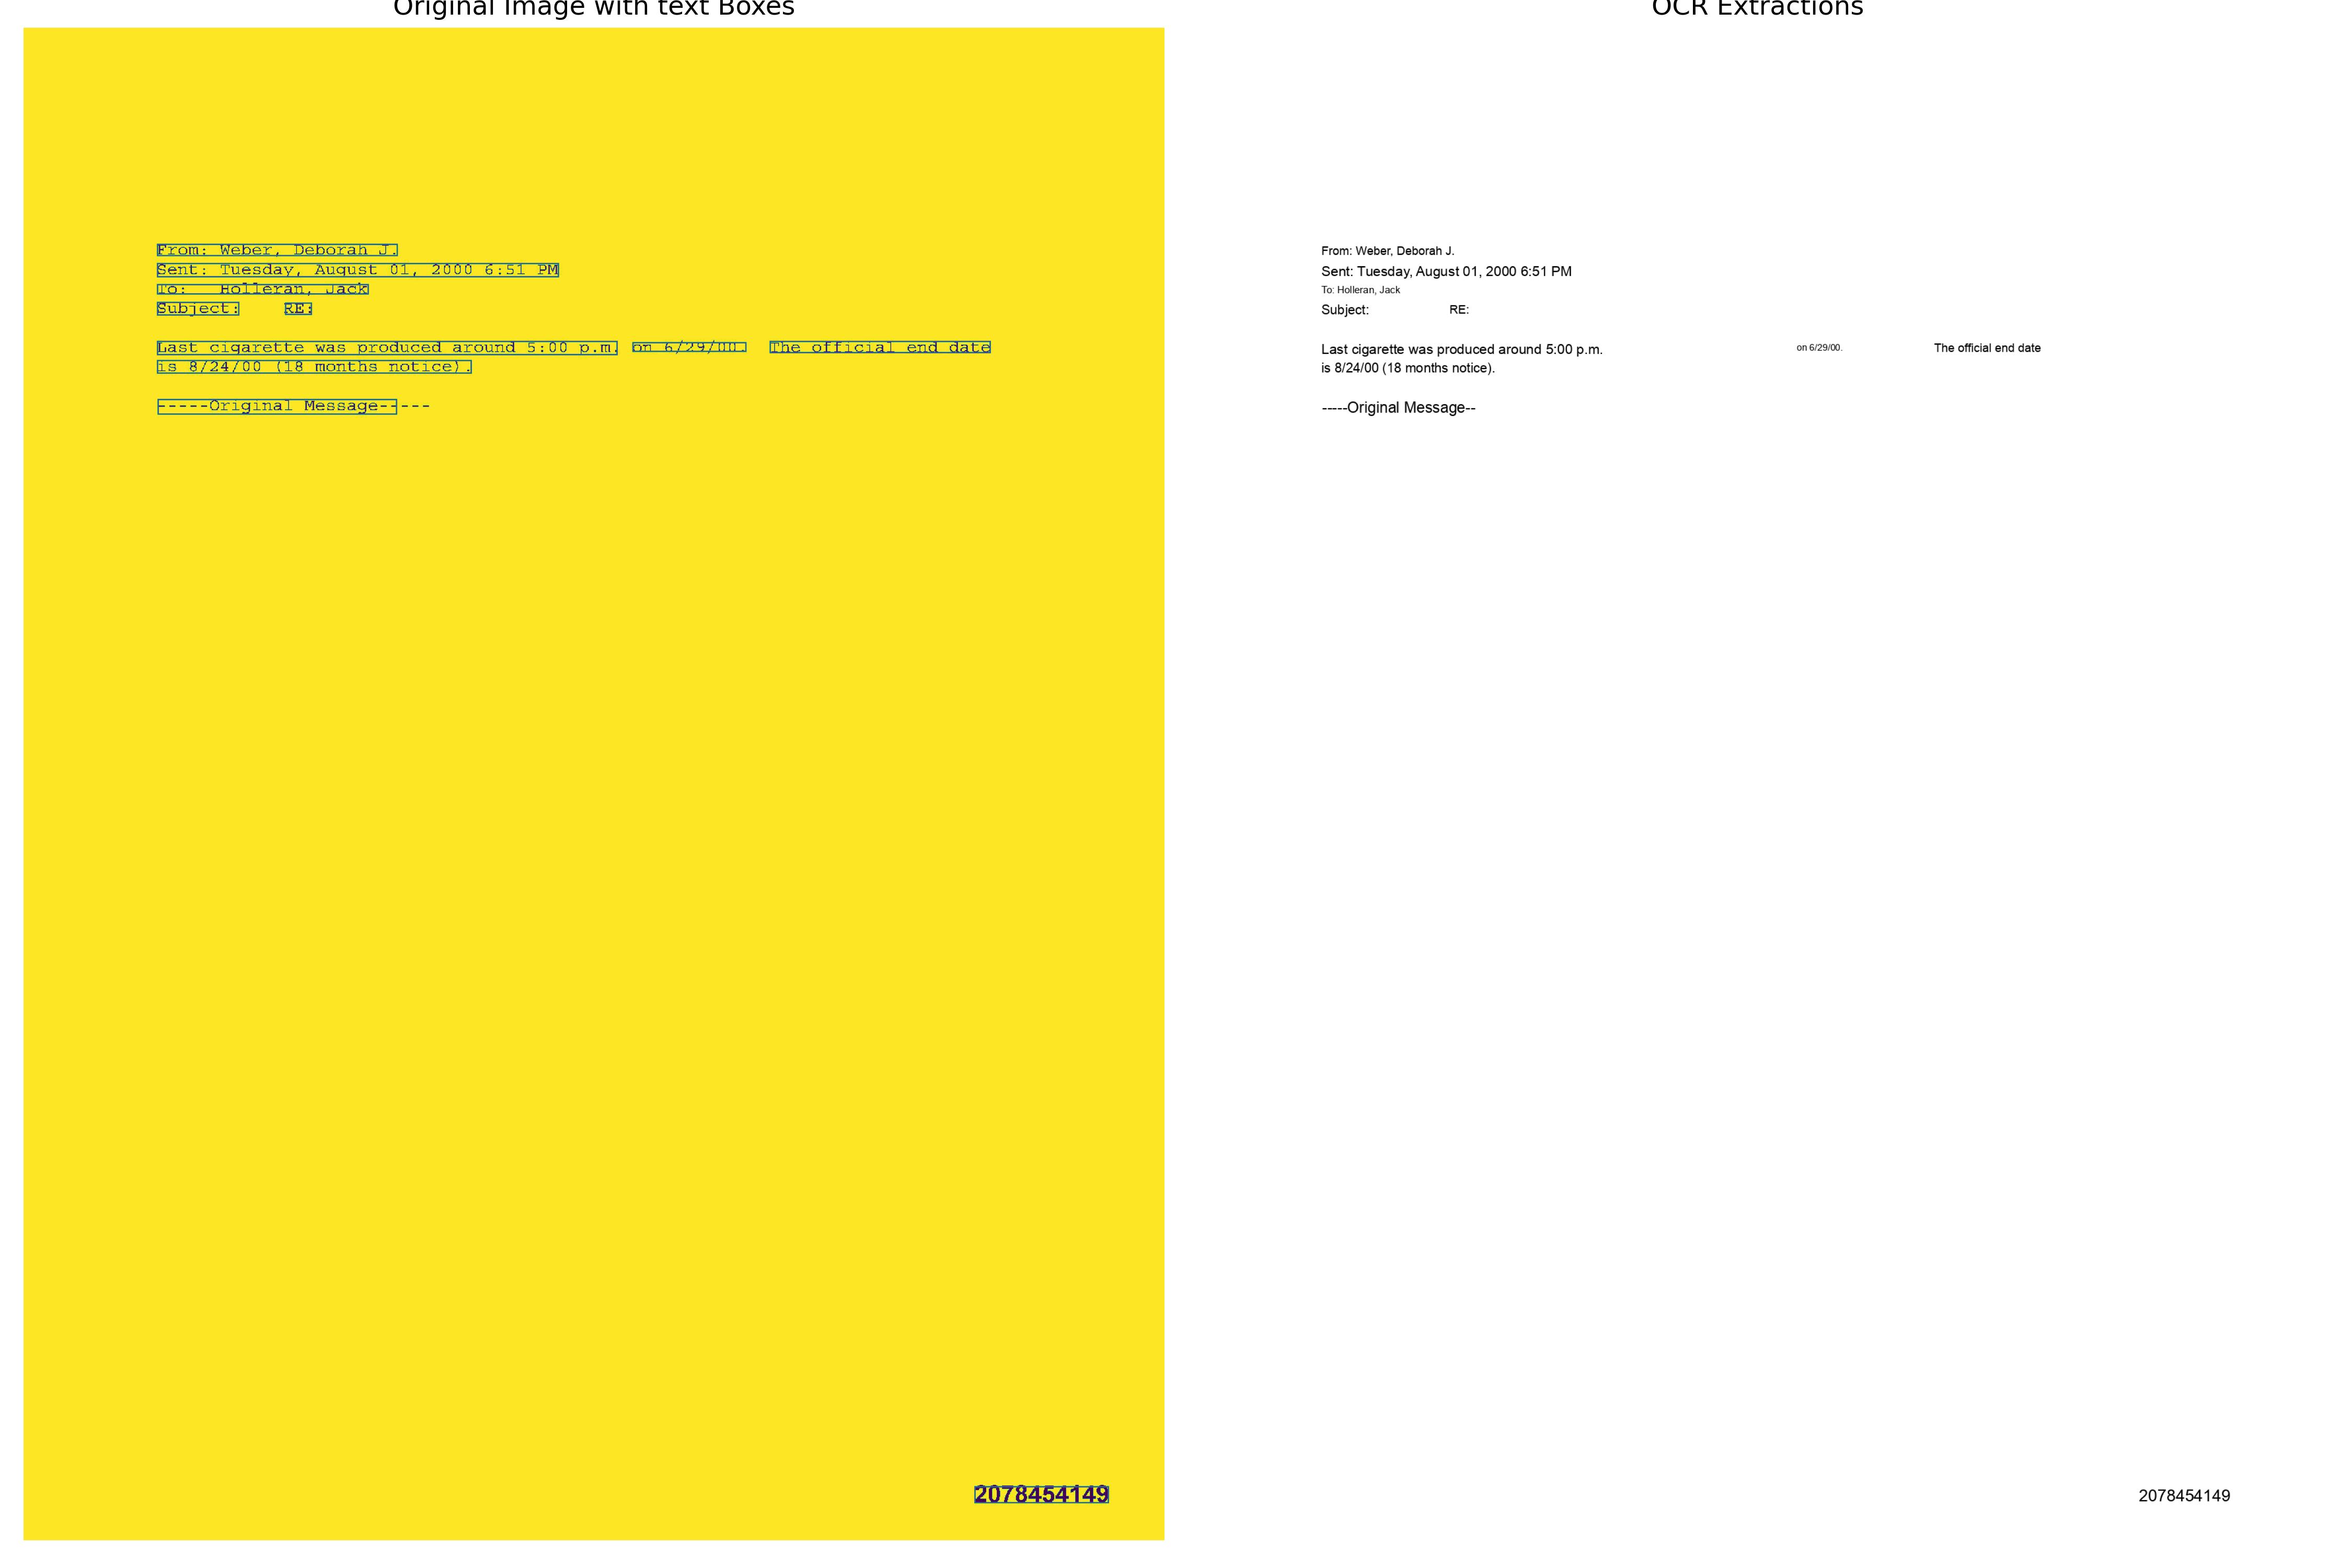 Original Image with text Boxes
OCR Extractions
From: Weber, Deborah J.
Sent: Tuesday, August 01, 2000 6:51 PM
To: Holleran, Jack
Subject: RE:
Last cigarette was produced around 5:00 p.m. on 6/29/00. The official end date
is 8/24/00 (18 months notice).
-----Original Message-----
2078454149
From: Weber, Deborah J.
Sent: Tuesday, August 01, 2000 6:51 PM
To: Holleran, Jack
Subject: RE:
Last cigarette was produced around 5:00 p.m. on 6/29/00. The official end date
is 8/24/00 (18 months notice).
-----Original Message--
2078454149